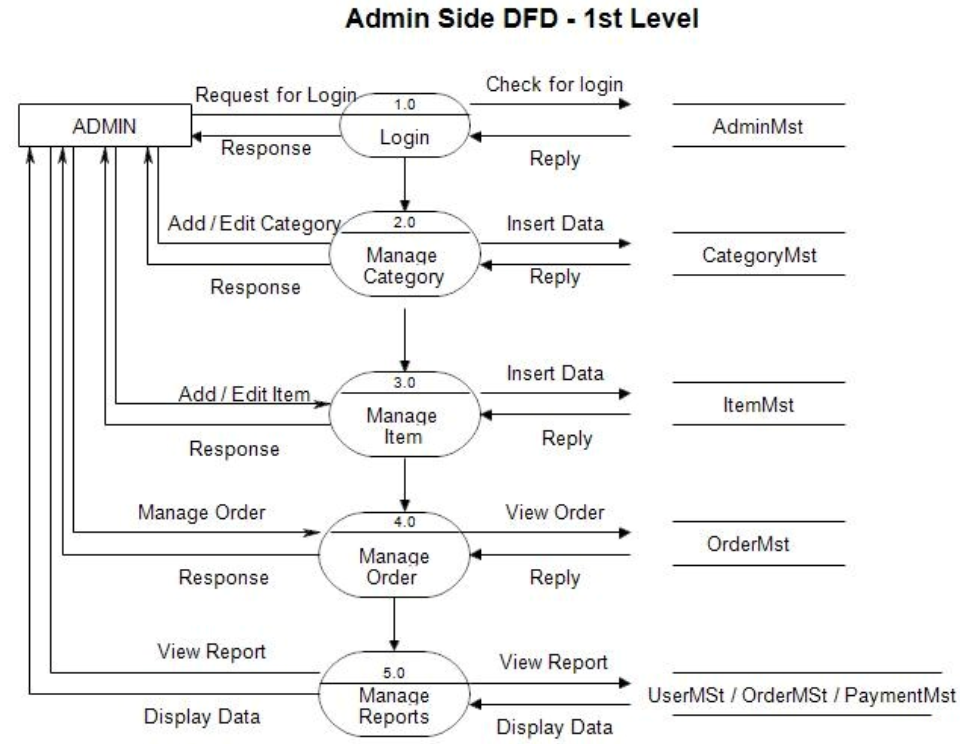 Admin Side DFD - 1st Level
Request for Login
1.0
Check for login
ADMIN
Login
AdminMst
Response
Reply
Add / Edit Category
2.0
Insert Data
Manage
Category
CategoryMst
Response
Reply
3.0
Insert Data
Add / Edit Item
Manage
Item
ItemMst
Response
Reply
Manage Order
4.0
View Order
Manage
Order
OrderMst
Response
Reply
View Report
5.0
View Report
Manage
Reports
UserMSt / OrderMSt / PaymentMst
Display Data
Display Data